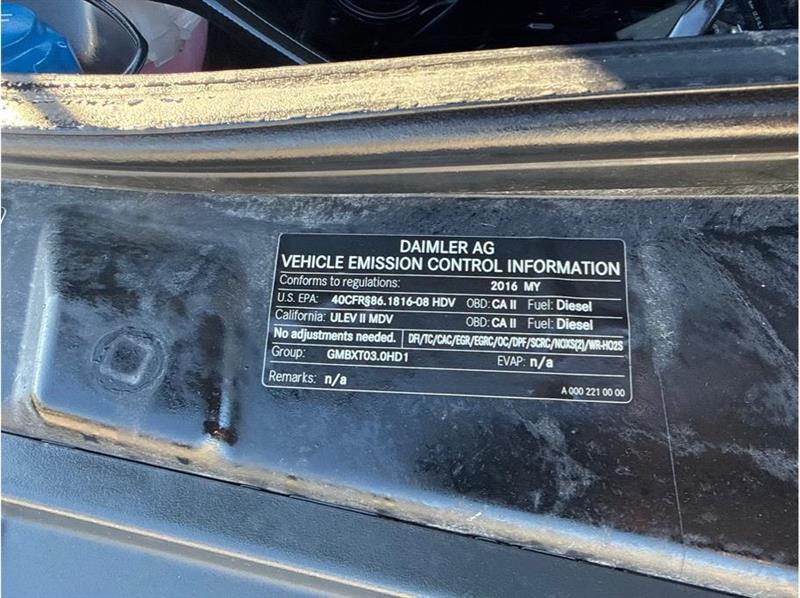 DAIMLER AG
VEHICLE EMISSION CONTROL INFORMATION
Conforms to regulations: 2016 MY
U.S. EPA: 40CFR§86.1816-08 HDV OBD: CA II Fuel: Diesel
California: ULEV II MDV OBD: CA II Fuel: Diesel
No adjustments needed. DFI/TC/CAC/EGR/EGRC/OC/DPF/SCRC/NOXS(2)/WR-HO2S
Group: GMBXT03.0HD1 EVAP: n/a
Remarks: n/a A 000 221 00 00